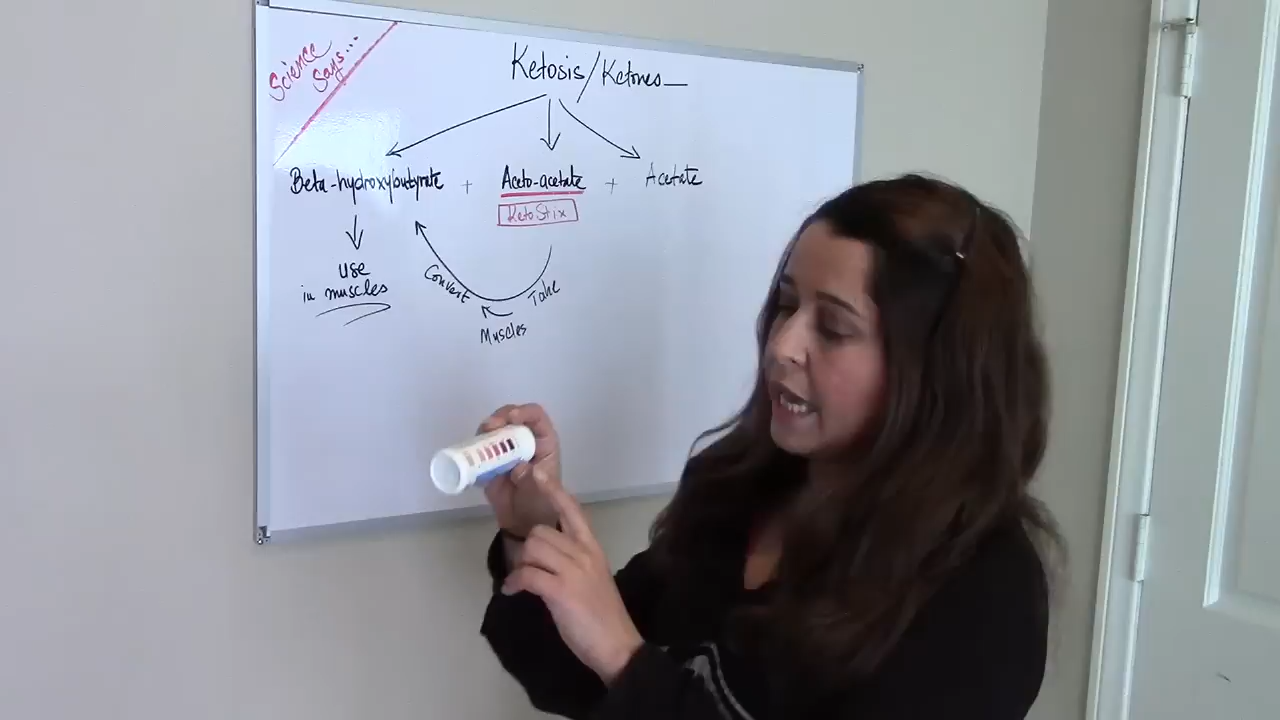 Science
Says...
Ketosis/Ketones
Beta-hydroxybutyrate + Aceto-acetate + Acetate
KetoStix
use
in muscles
Convert
Take
Muscles